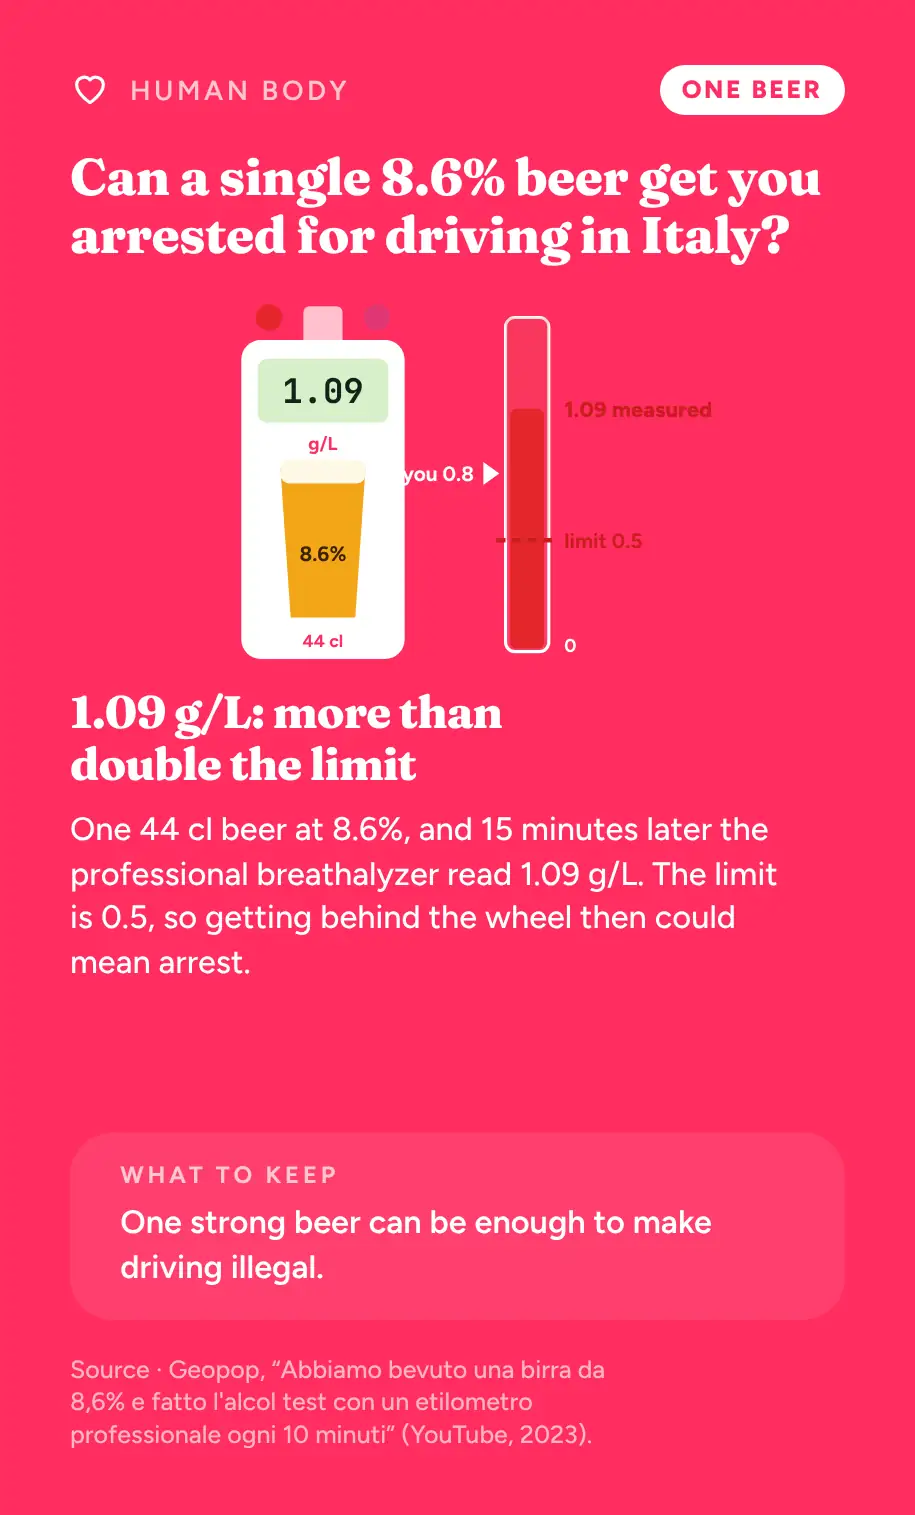 HUMAN BODY
ONE BEER
Can a single 8.6% beer get you
arrested for driving in Italy?
1.09
g/L
8.6%
44 cl
you 0.8
1.09 measured
limit 0.5
0
1.09 g/L: more than
double the limit
One 44 cl beer at 8.6%, and 15 minutes later the
professional breathalyzer read 1.09 g/L. The limit
is 0.5, so getting behind the wheel then could
mean arrest.
WHAT TO KEEP
One strong beer can be enough to make
driving illegal.
Source · Geopop, “Abbiamo bevuto una birra da
8,6% e fatto l'alcol test con un etilometro
professionale ogni 10 minuti” (YouTube, 2023).